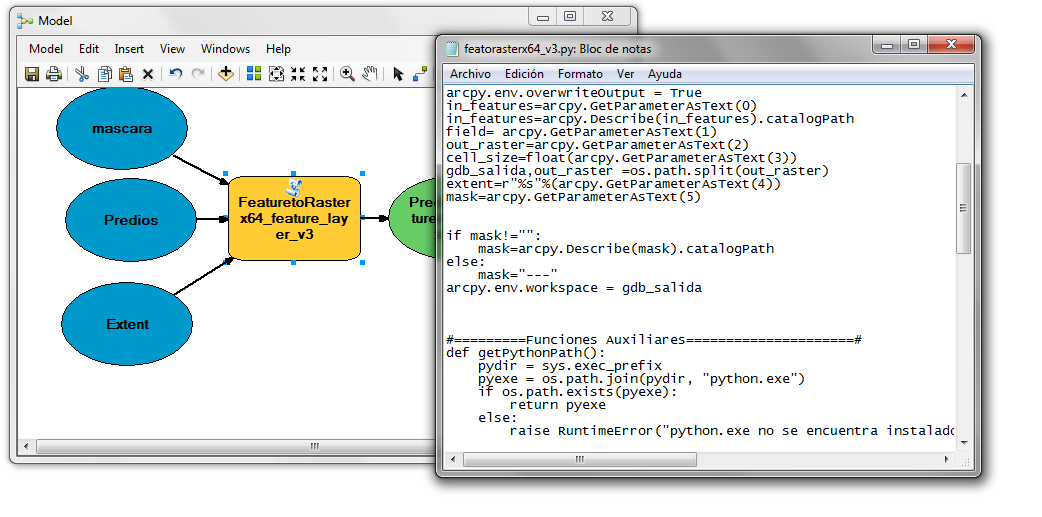 Model
Model Edit Insert View Windows Help
mascara
Predios
Extent
FeaturetoRaster
x64_feature_lay
er_v3
Pred
ture
featorasterx64_v3.py: Bloc de notas
Archivo Edición Formato Ver Ayuda
arcpy.env.overwriteOutput = True
in_features=arcpy.GetParameterAsText(0)
in_features=arcpy.Describe(in_features).catalogPath
field= arcpy.GetParameterAsText(1)
out_raster=arcpy.GetParameterAsText(2)
cell_size=float(arcpy.GetParameterAsText(3))
gdb_salida,out_raster =os.path.split(out_raster)
extent=r"%s"%(arcpy.GetParameterAsText(4))
mask=arcpy.GetParameterAsText(5)
if mask!="":
    mask=arcpy.Describe(mask).catalogPath
else:
    mask="---"
arcpy.env.workspace = gdb_salida
#=========Funciones Auxiliares=====================#
def getPythonPath():
    pydir = sys.exec_prefix
    pyexe = os.path.join(pydir, "python.exe")
    if os.path.exists(pyexe):
        return pyexe
    else:
        raise RuntimeError("python.exe no se encuentra instalado